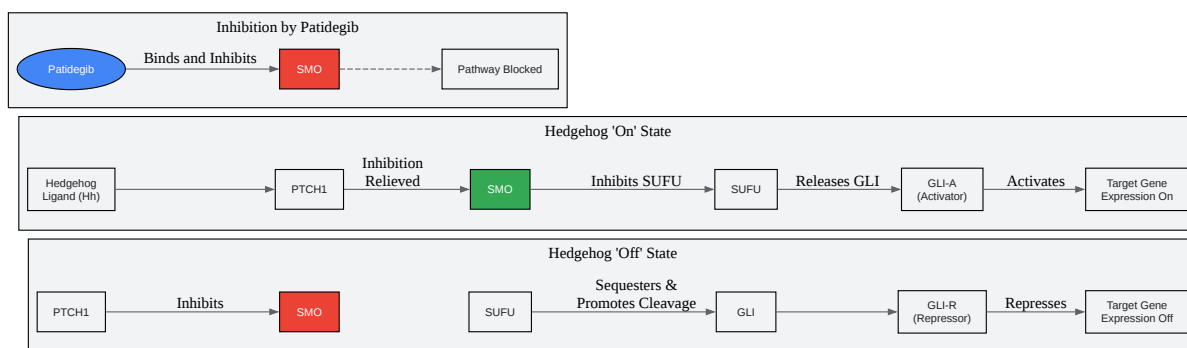 Inhibition by Patidegib
Patidegib
Binds and Inhibits
SMO
Pathway Blocked
Hedgehog 'On' State
Hedgehog
Ligand (Hh)
PTCH1
Inhibition
Relieved
SMO
Inhibits SUFU
SUFU
Releases GLI
GLI-A
(Activator)
Activates
Target Gene
Expression On
Hedgehog 'Off' State
PTCH1
Inhibits
SMO
SUFU
Sequesters &
Promotes Cleavage
GLI
GLI-R
(Repressor)
Represses
Target Gene
Expression Off